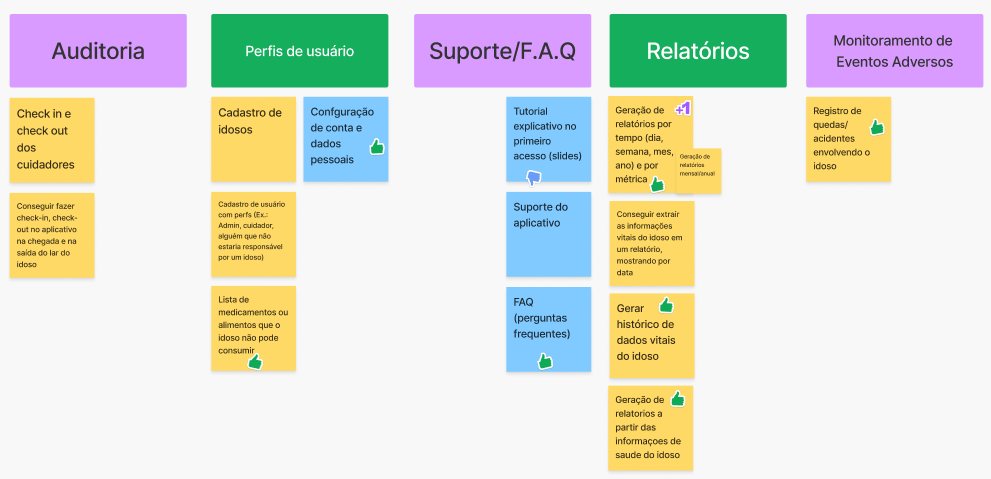 Auditoria
Check in e
check out
dos
cuidadores
Conseguir fazer
check-in, check-
out no aplicativo
na chegada e na
saída do lar do
idoso
Perfis de usuário
Cadastro de
idosos
Confguração
de conta e
dados
pessoais
Cadastro de usuário
com perfs (Ex.:
Admin, cuidador,
alguém que não
estaria responsável
por um idoso)
Lista de
medicamentos ou
alimentos que o
idoso não pode
consumir
Suporte/F.A.Q
Tutorial
explicativo no
primeiro
acesso (slides)
Suporte do
aplicativo
FAQ
(perguntas
frequentes)
Relatórios
Geração de
relatórios por
tempo (dia,
semana, mes,
ano) e por
métrica
+1
Geração de
relatórios
mensal/anual
Conseguir extrair
as informações
vitais do idoso em
um relatório,
mostrando por
data
Gerar
histórico de
dados vitais
do idoso
Geração de
relatorios a
partir das
informaçoes de
saude do idoso
Monitoramento de
Eventos Adversos
Registro de
quedas/
acidentes
envolvendo o
idoso